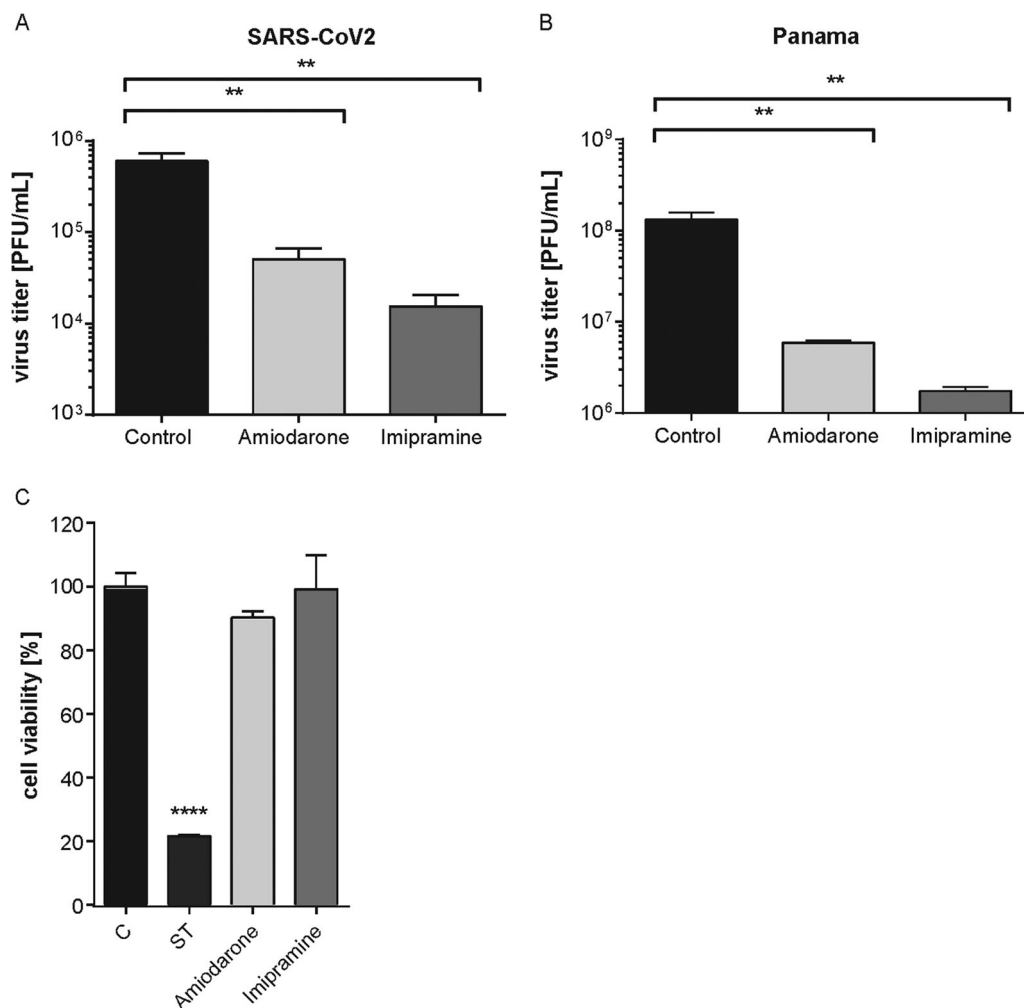 A
SARS-CoV2
**
**
virus titer [PFU/mL]
10⁶
10⁵
10⁴
10³
Control Amiodarone Imipramine
B
Panama
**
**
virus titer [PFU/mL]
10⁹
10⁸
10⁷
10⁶
Control Amiodarone Imipramine
C
cell viability [%]
120
100
80
60
40
20
0
****
C ST Amiodarone Imipramine